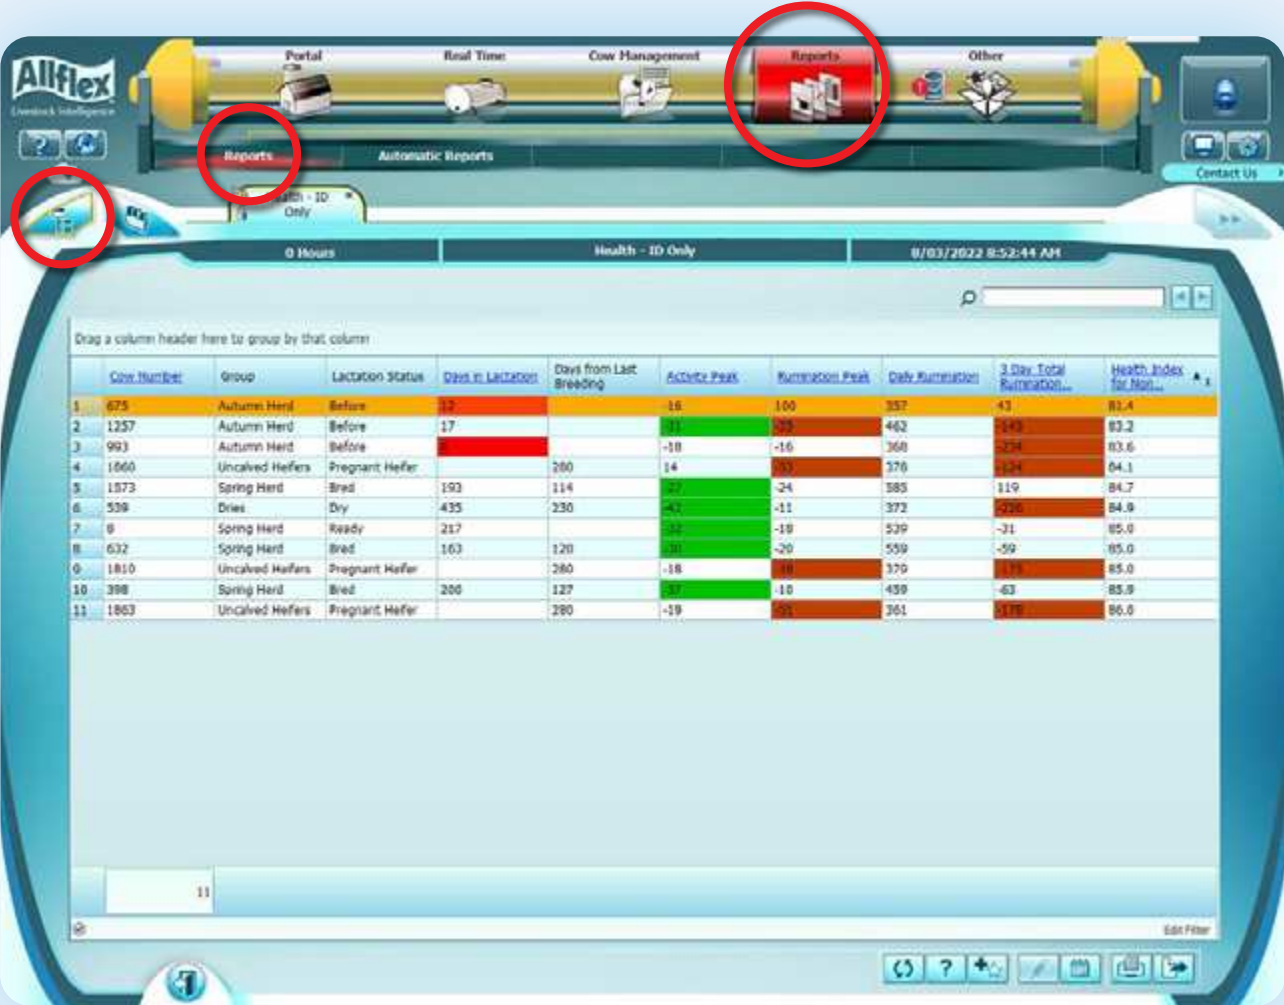 Portal Real Time Cow Management Reports Other
Allflex
Livestock Intelligence
Reports Automatic Reports
Contact Us
Health - ID
Only
0 Hours Health - ID Only 8/03/2022 8:52:44 AM
Drag a column header here to group by that column
Cow Number Group Lactation Status Days in Lactation Days from Last Breeding Activity Peak Rumination Peak Daily Rumination 3 Day Total Rumination... Health Index for Non...
1 675 Autumn Herd Before 12 -16 100 357 43 81.4
2 1257 Autumn Herd Before 17 462 83.2
3 993 Autumn Herd Before -18 -16 368 83.6
4 1860 Uncalved Heifers Pregnant Heifer 280 14 376 84.1
5 1573 Spring Herd Bred 193 114 -24 585 119 84.7
6 539 Dries Dry 435 230 -11 372 84.9
7 8 Spring Herd Ready 217 -18 539 -31 85.0
8 632 Spring Herd Bred 163 120 -20 559 -59 85.0
9 1810 Uncalved Heifers Pregnant Heifer 280 -18 379 85.0
10 398 Spring Herd Bred 200 127 -10 459 -63 85.9
11 1863 Uncalved Heifers Pregnant Heifer 280 -19 361 86.0
11
Edit Filter